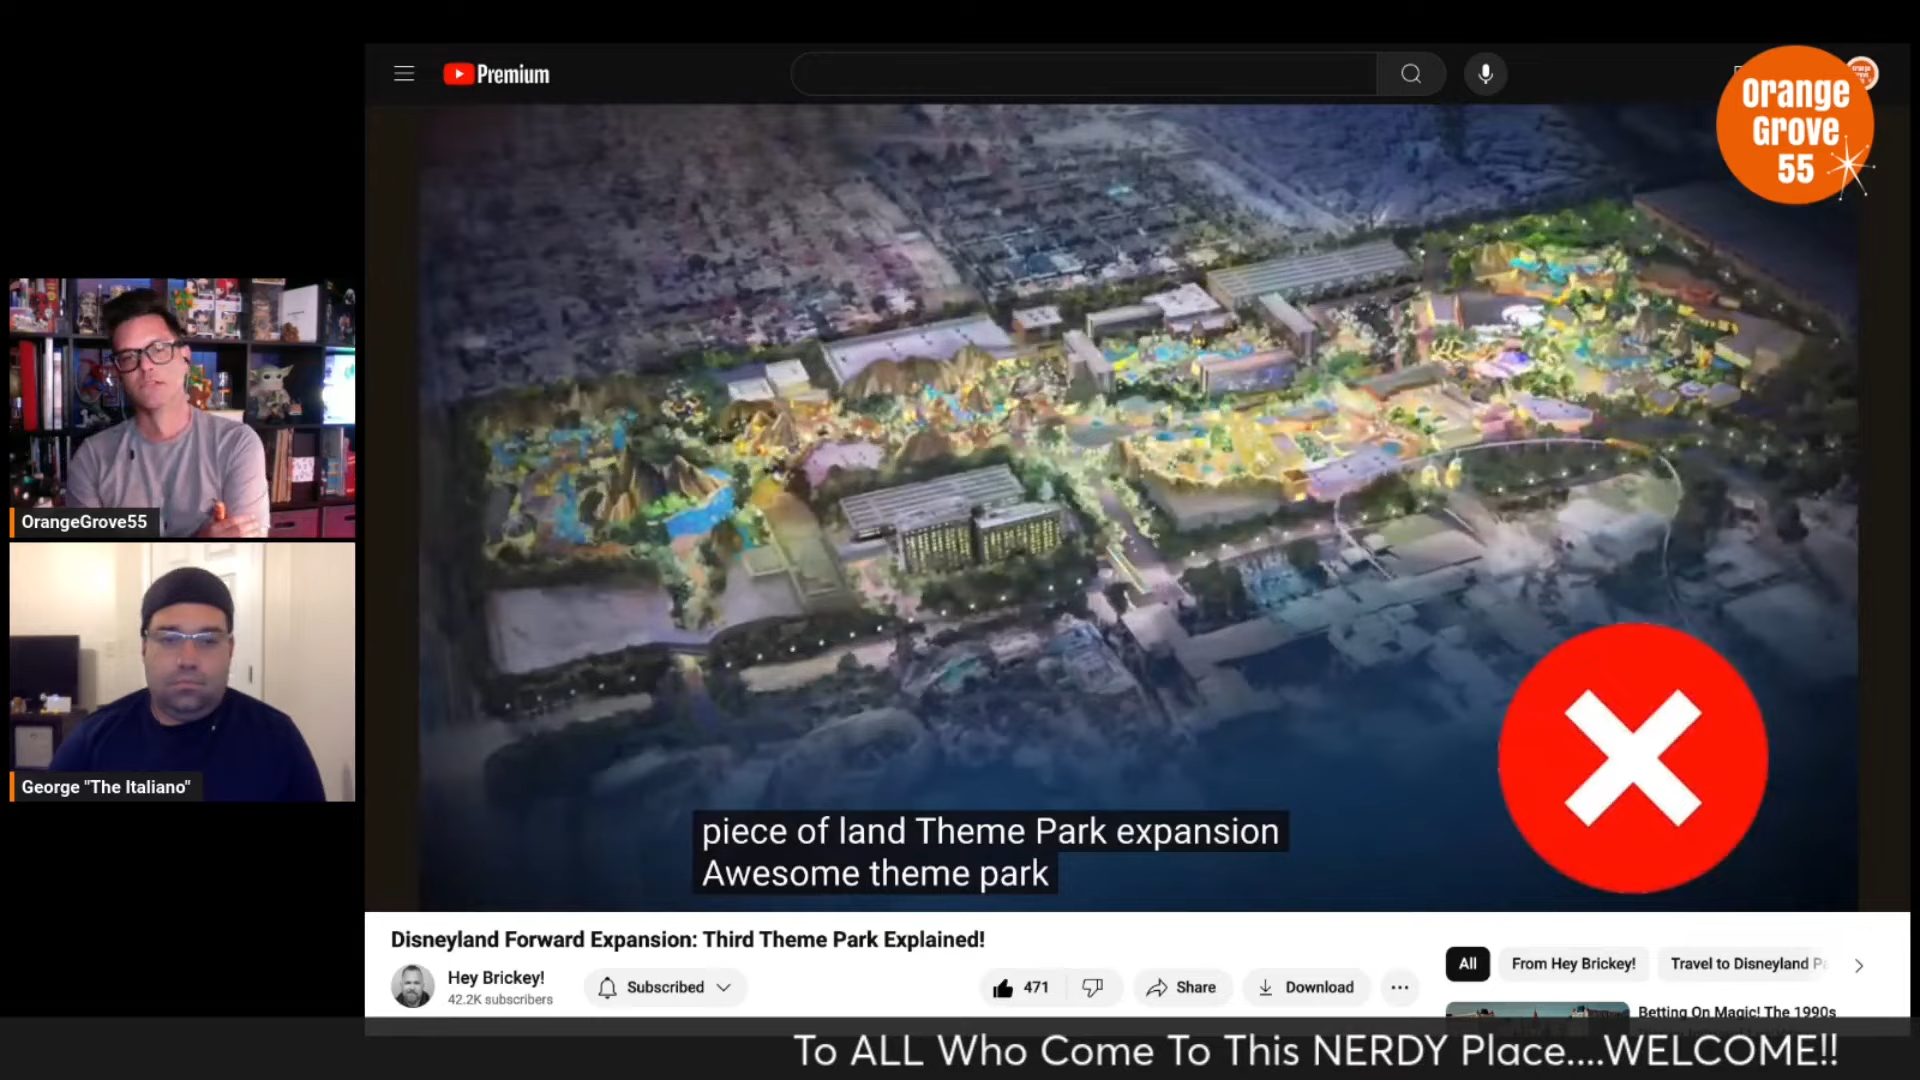 Premium
Orange
Grove
55
OrangeGrove55
George "The Italiano"
piece of land Theme Park expansion
Awesome theme park
Disneyland Forward Expansion: Third Theme Park Explained!
Hey Brickey!
42.2K subscribers
Subscribed
471
Share
Download
All
From Hey Brickey!
Travel to Disneyland
Betting On Magic! The 1990s
To ALL Who Come To This NERDY Place....WELCOME!!